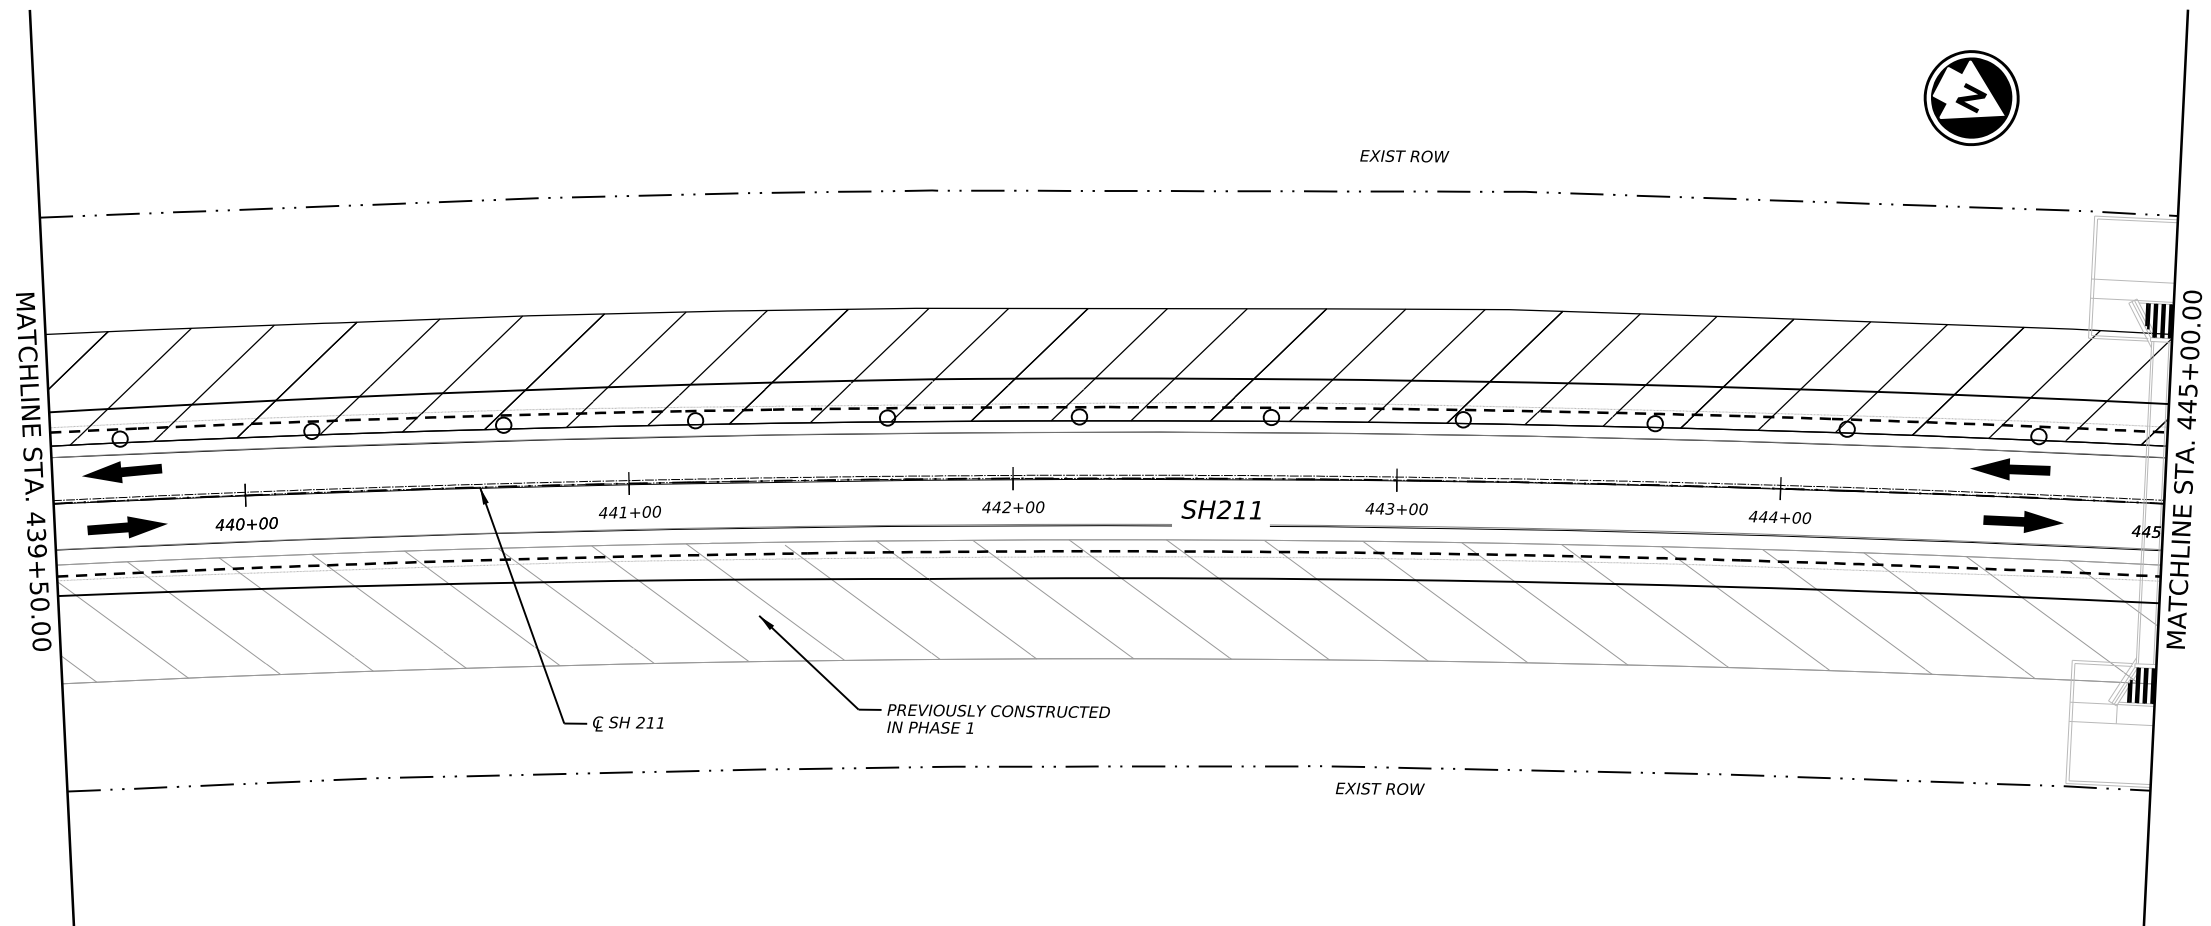 N
EXIST ROW
MATCHLINE STA. 439+50.00
MATCHLINE STA. 445+00.00
440+00
441+00
442+00
SH211
443+00
444+00
445
℄ SH 211
PREVIOUSLY CONSTRUCTED
IN PHASE 1
EXIST ROW